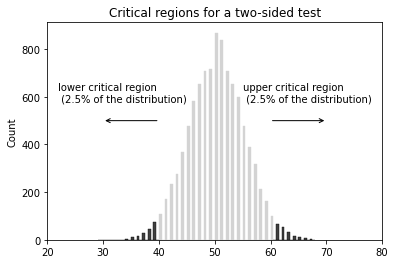 Critical regions for a two-sided test
Count
800
600
400
200
0
lower critical region
(2.5% of the distribution)
upper critical region
(2.5% of the distribution)
20 30 40 50 60 70 80